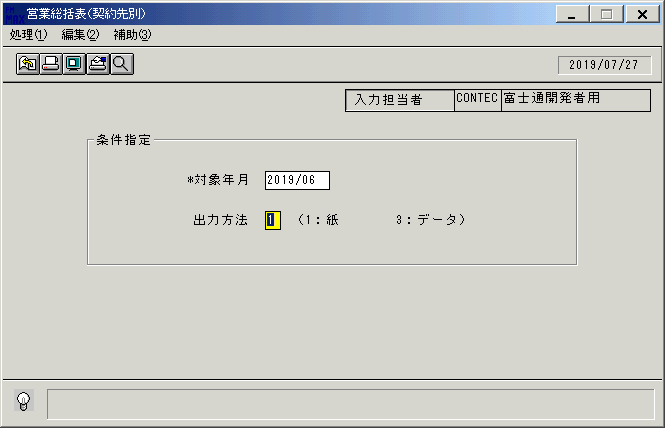 MAX 営業総括表(契約先別)
処理(1) 編集(2) 補助(3)
2019/07/27
入力担当者 CONTEC 富士通開発者用
条件指定
*対象年月 2019/06
出力方法 1 (1：紙 3：データ)